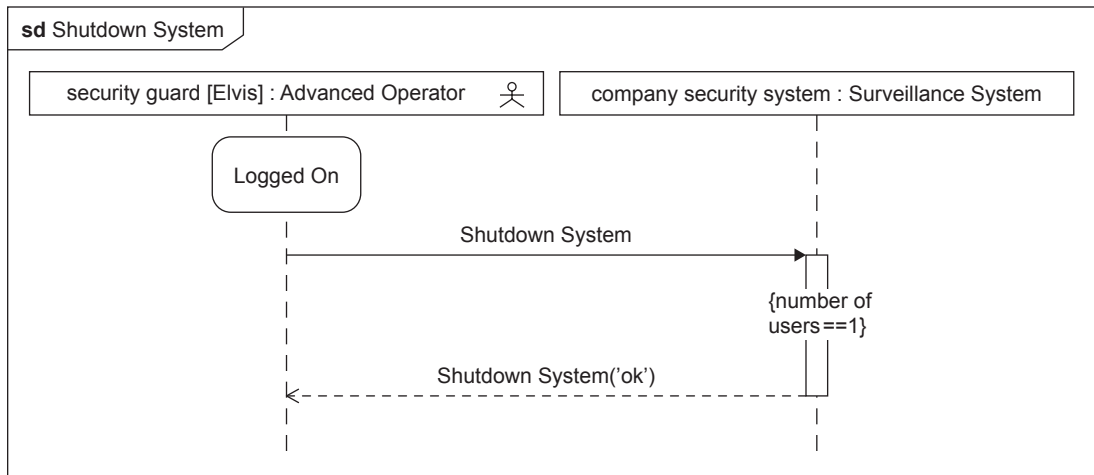 sd Shutdown System
security guard [Elvis] : Advanced Operator
company security system : Surveillance System
Logged On
Shutdown System
{number of
users==1}
Shutdown System(’ok’)